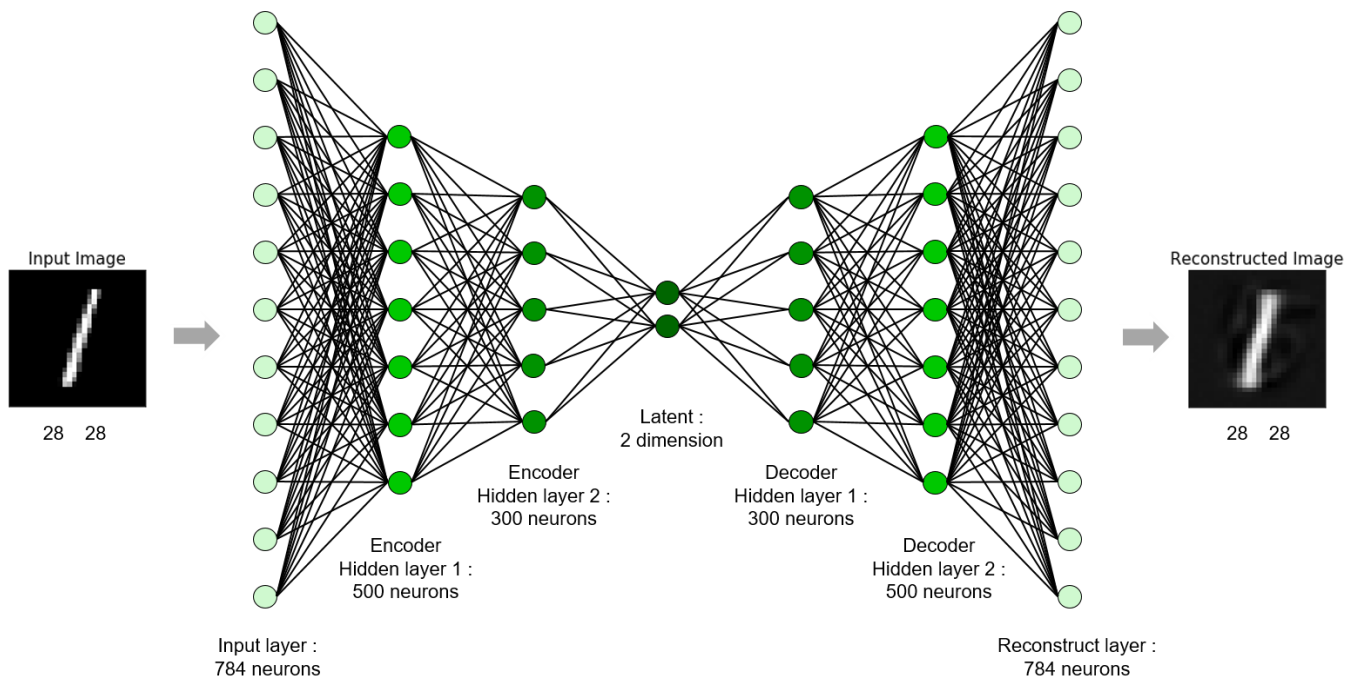 Input Image
28 28
Input layer :
784 neurons
Encoder
Hidden layer 1 :
500 neurons
Encoder
Hidden layer 2 :
300 neurons
Latent :
2 dimension
Decoder
Hidden layer 1 :
300 neurons
Decoder
Hidden layer 2 :
500 neurons
Reconstruct layer :
784 neurons
Reconstructed Image
28 28